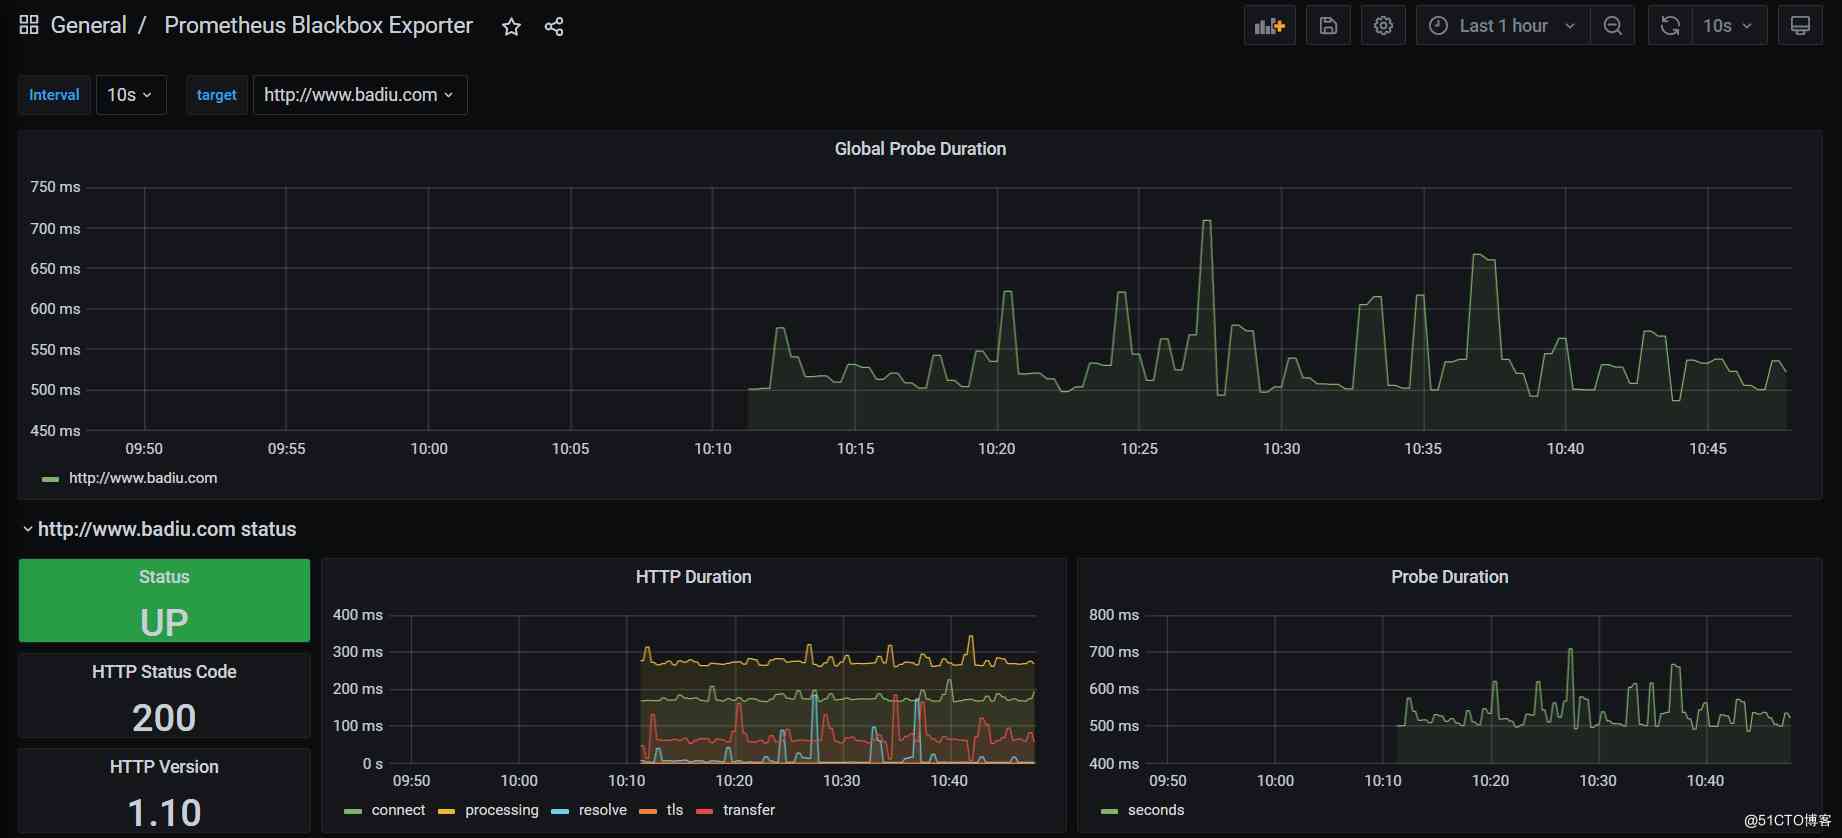 General / Prometheus Blackbox Exporter
Last 1 hour
10s
Interval 10s target http://www.badiu.com
Global Probe Duration
750 ms
700 ms
650 ms
600 ms
550 ms
500 ms
450 ms
09:50 09:55 10:00 10:05 10:10 10:15 10:20 10:25 10:30 10:35 10:40 10:45
http://www.badiu.com
http://www.badiu.com status
Status
UP
HTTP Status Code
200
HTTP Version
1.10
HTTP Duration
400 ms
300 ms
200 ms
100 ms
0 s
09:50 10:00 10:10 10:20 10:30 10:40
connect processing resolve tls transfer
Probe Duration
800 ms
700 ms
600 ms
500 ms
400 ms
09:50 10:00 10:10 10:20 10:30 10:40
seconds
@51CTO博客